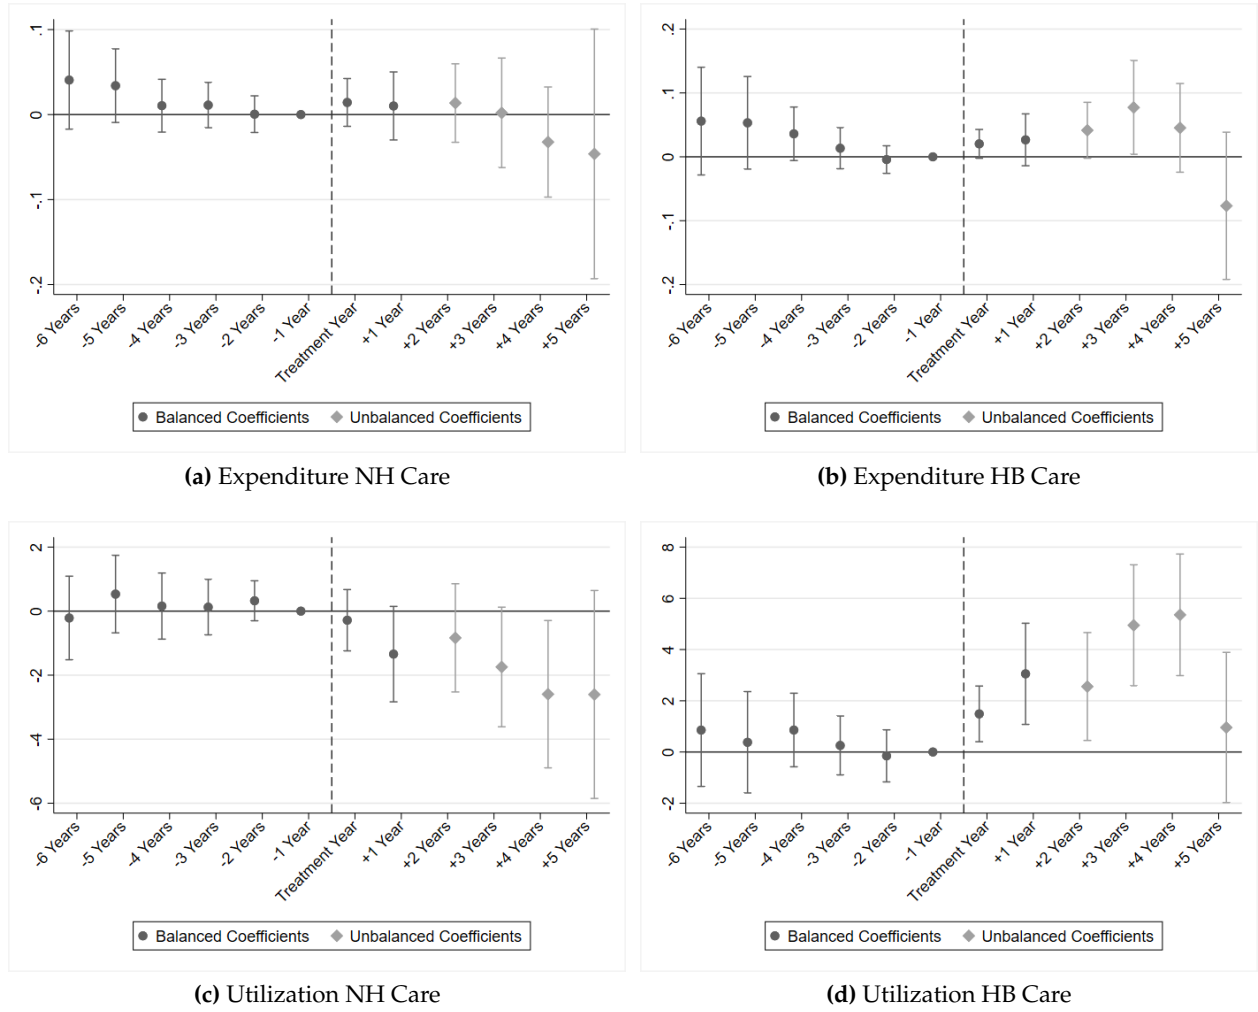 .1
0
-.1
-.2
-6 Years
-5 Years
-4 Years
-3 Years
-2 Years
-1 Year
Treatment Year
+1 Year
+2 Years
+3 Years
+4 Years
+5 Years
Balanced Coefficients
Unbalanced Coefficients
(a) Expenditure NH Care
.2
.1
0
-.1
-.2
-6 Years
-5 Years
-4 Years
-3 Years
-2 Years
-1 Year
Treatment Year
+1 Year
+2 Years
+3 Years
+4 Years
+5 Years
Balanced Coefficients
Unbalanced Coefficients
(b) Expenditure HB Care
2
0
-2
-4
-6
-6 Years
-5 Years
-4 Years
-3 Years
-2 Years
-1 Year
Treatment Year
+1 Year
+2 Years
+3 Years
+4 Years
+5 Years
Balanced Coefficients
Unbalanced Coefficients
(c) Utilization NH Care
8
6
4
2
0
-2
-6 Years
-5 Years
-4 Years
-3 Years
-2 Years
-1 Year
Treatment Year
+1 Year
+2 Years
+3 Years
+4 Years
+5 Years
Balanced Coefficients
Unbalanced Coefficients
(d) Utilization HB Care